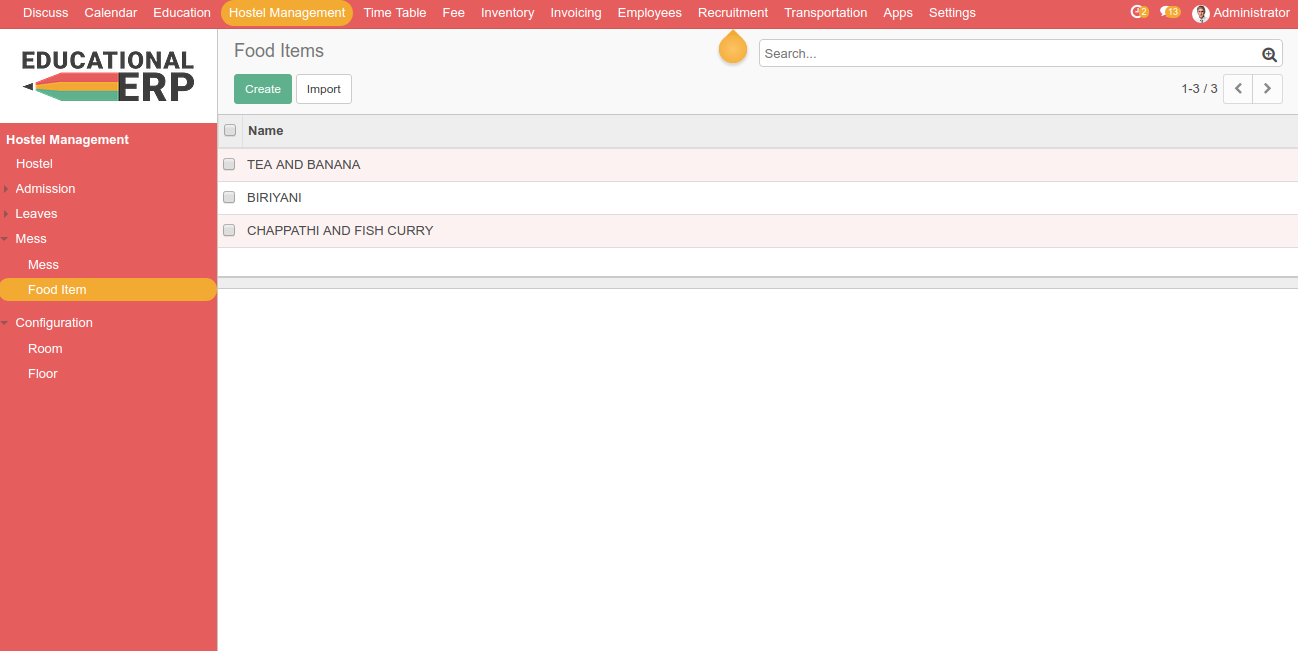 Discuss Calendar Education Hostel Management Time Table Fee Inventory Invoicing Employees Recruitment Transportation Apps Settings 2 13 Administrator
EDUCATIONAL
ERP
Food Items
Search...
Create Import
1-3 / 3
Hostel Management
Hostel
Admission
Leaves
Mess
Mess
Food Item
Configuration
Room
Floor
Name
TEA AND BANANA
BIRIYANI
CHAPPATHI AND FISH CURRY